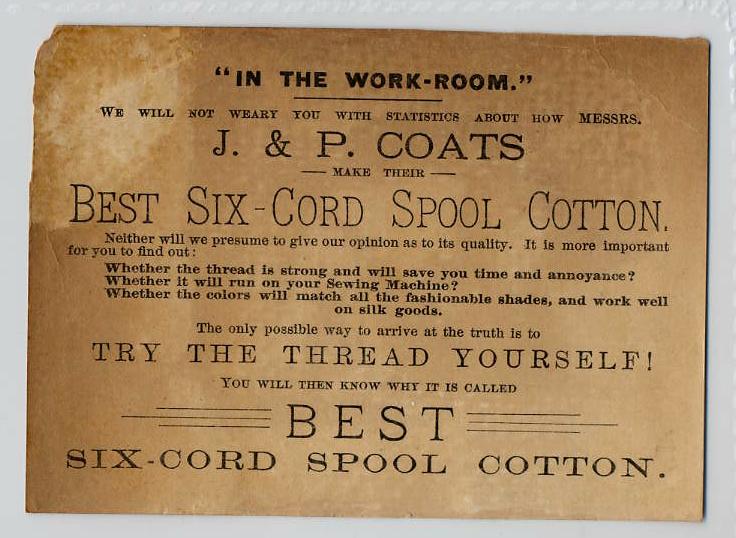 "IN THE WORK-ROOM."
WE WILL NOT WEARY YOU WITH STATISTICS ABOUT HOW MESSRS.
J. & P. COATS
— MAKE THEIR —
BEST SIX-CORD SPOOL COTTON.
Neither will we presume to give our opinion as to its quality. It is more important
for you to find out:
Whether the thread is strong and will save you time and annoyance?
Whether it will run on your Sewing Machine?
Whether the colors will match all the fashionable shades, and work well
on silk goods.
The only possible way to arrive at the truth is to
TRY THE THREAD YOURSELF!
YOU WILL THEN KNOW WHY IT IS CALLED
BEST
SIX-CORD SPOOL COTTON.